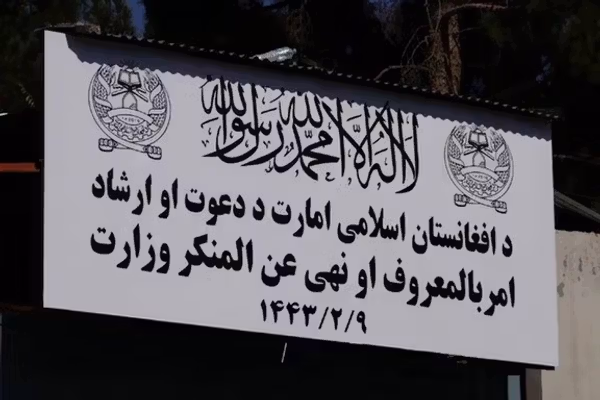 لا اله الا الله محمد رسول الله
د افغانستان اسلامی امارت د دعوت او ارشاد
امربالمعروف او نهی عن المنکر وزارت
۱۴۴۳/۲/۹